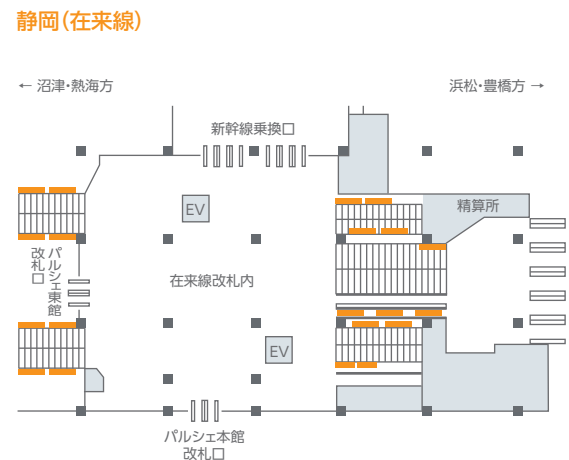 静岡(在来線)
← 沼津・熱海方
浜松・豊橋方 →
新幹線乗換口
EV
精算所
パルシェ東館
改札口
在来線改札内
EV
パルシェ本館
改札口